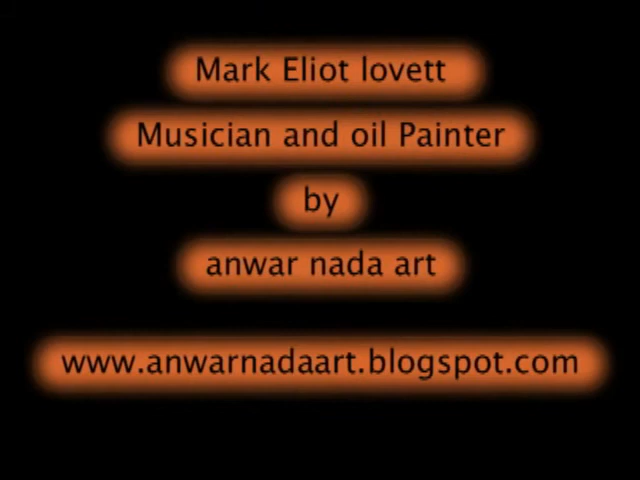 Mark Eliot lovett
Musician and oil Painter
by
anwar nada art
www.anwarnadaart.blogspot.com